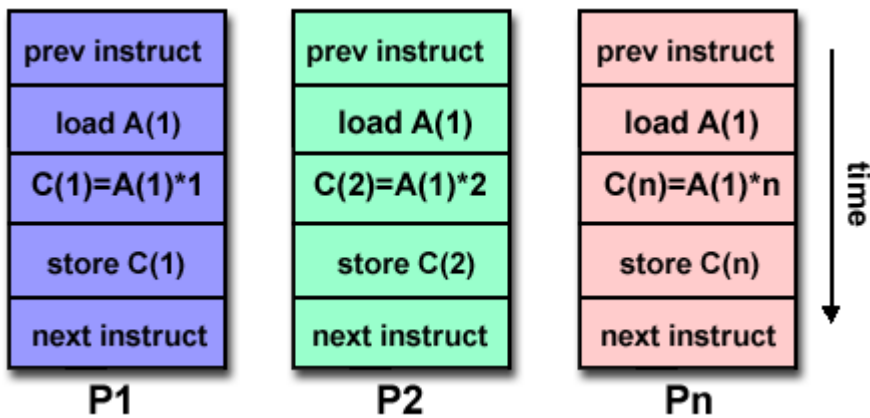 prev instruct
load A(1)
C(1)=A(1)*1
store C(1)
next instruct
P1
prev instruct
load A(1)
C(2)=A(1)*2
store C(2)
next instruct
P2
prev instruct
load A(1)
C(n)=A(1)*n
store C(n)
next instruct
Pn
time